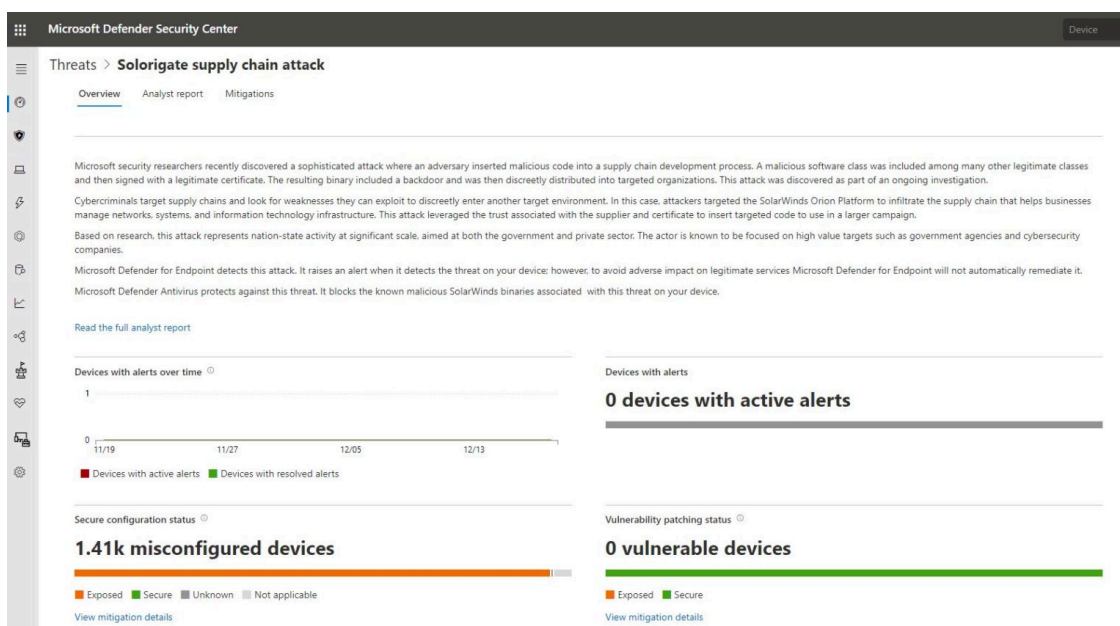 Microsoft Defender Security Center
Device
Threats > Solorigate supply chain attack
Overview Analyst report Mitigations
Microsoft security researchers recently discovered a sophisticated attack where an adversary inserted malicious code into a supply chain development process. A malicious software class was included among many other legitimate classes
and then signed with a legitimate certificate. The resulting binary included a backdoor and was then discreetly distributed into targeted organizations. This attack was discovered as part of an ongoing investigation.
Cybercriminals target supply chains and look for weaknesses they can exploit to discreetly enter another target environment. In this case, attackers targeted the SolarWinds Orion Platform to infiltrate the supply chain that helps businesses
manage networks, systems, and information technology infrastructure. This attack leveraged the trust associated with the supplier and certificate to insert targeted code to use in a larger campaign.
Based on research, this attack represents nation-state activity at significant scale, aimed at both the government and private sector. The actor is known to be focused on high value targets such as government agencies and cybersecurity
companies.
Microsoft Defender for Endpoint detects this attack. It raises an alert when it detects the threat on your device; however, to avoid adverse impact on legitimate services Microsoft Defender for Endpoint will not automatically remediate it.
Microsoft Defender Antivirus protects against this threat. It blocks the known malicious SolarWinds binaries associated with this threat on your device.
Read the full analyst report
Devices with alerts over time
1
0
11/19 11/27 12/05 12/13
Devices with active alerts Devices with resolved alerts
Devices with alerts
0 devices with active alerts
Secure configuration status
1.41k misconfigured devices
Exposed Secure Unknown Not applicable
View mitigation details
Vulnerability patching status
0 vulnerable devices
Exposed Secure
View mitigation details